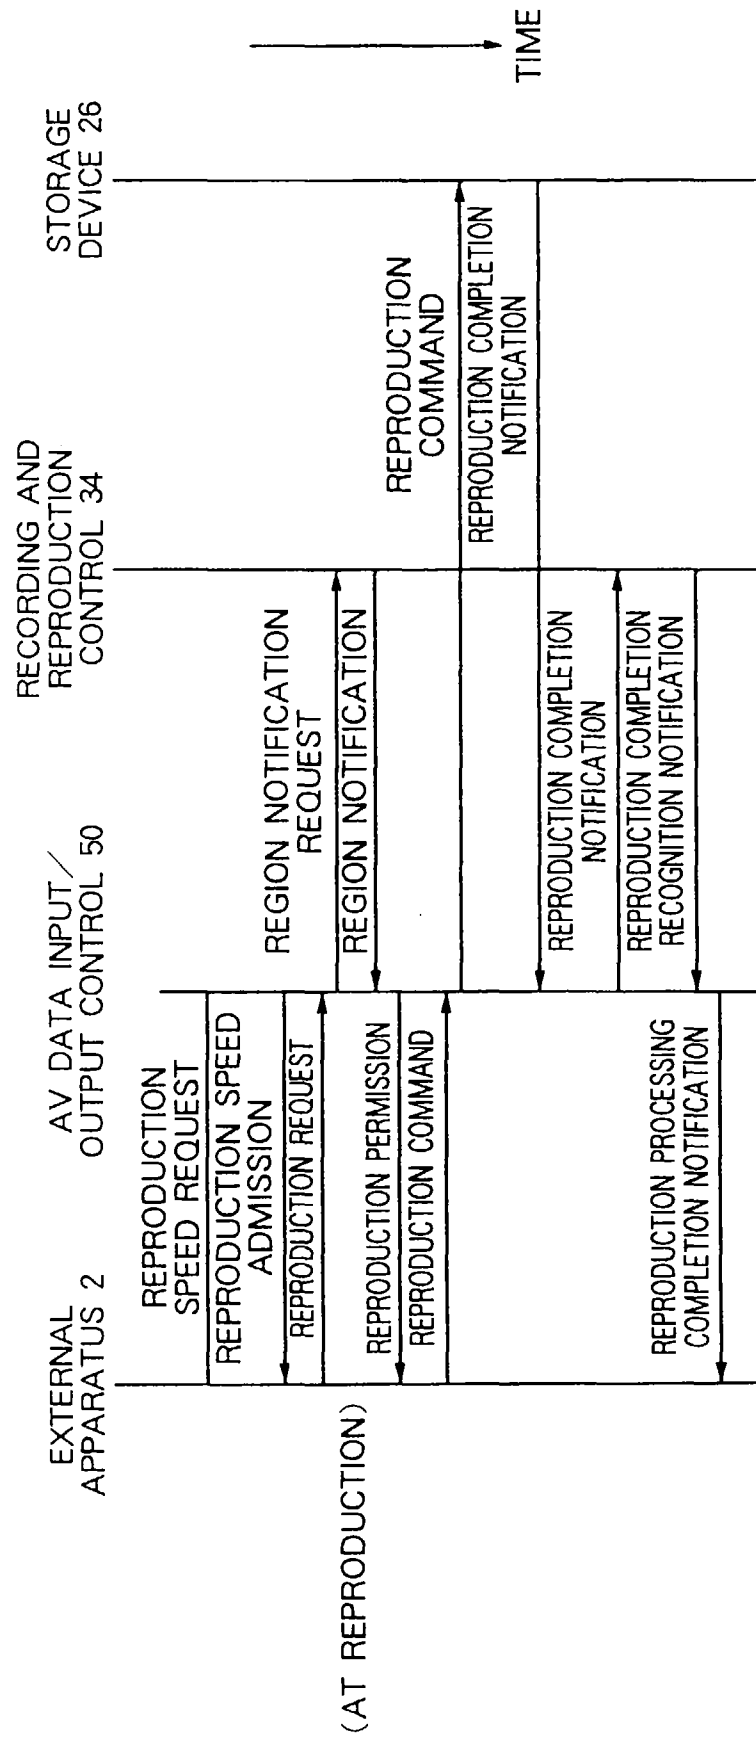 EXTERNAL
APPARATUS 2
AV DATA INPUT/
OUTPUT CONTROL 50
RECORDING AND
REPRODUCTION
CONTROL 34
STORAGE
DEVICE 26
TIME
(AT REPRODUCTION)
REPRODUCTION
SPEED REQUEST
REPRODUCTION SPEED
ADMISSION
REPRODUCTION REQUEST
REGION NOTIFICATION
REQUEST
REGION NOTIFICATION
REPRODUCTION PERMISSION
REPRODUCTION COMMAND
REPRODUCTION
COMMAND
REPRODUCTION COMPLETION
NOTIFICATION
REPRODUCTION COMPLETION
NOTIFICATION
REPRODUCTION COMPLETION
RECOGNITION NOTIFICATION
REPRODUCTION PROCESSING
COMPLETION NOTIFICATION